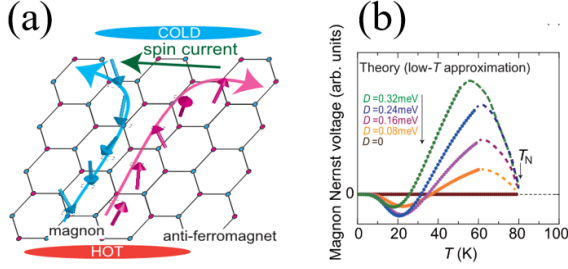 (a)
COLD
spin current
magnon
anti-ferromagnet
HOT
(b)
Magnon Nernst voltage (arb. units)
Theory (low-T approximation)
D=0.32meV
D=0.24meV
D=0.16meV
D=0.08meV
D=0
TN
0
0 20 40 60 80 100
T (K)